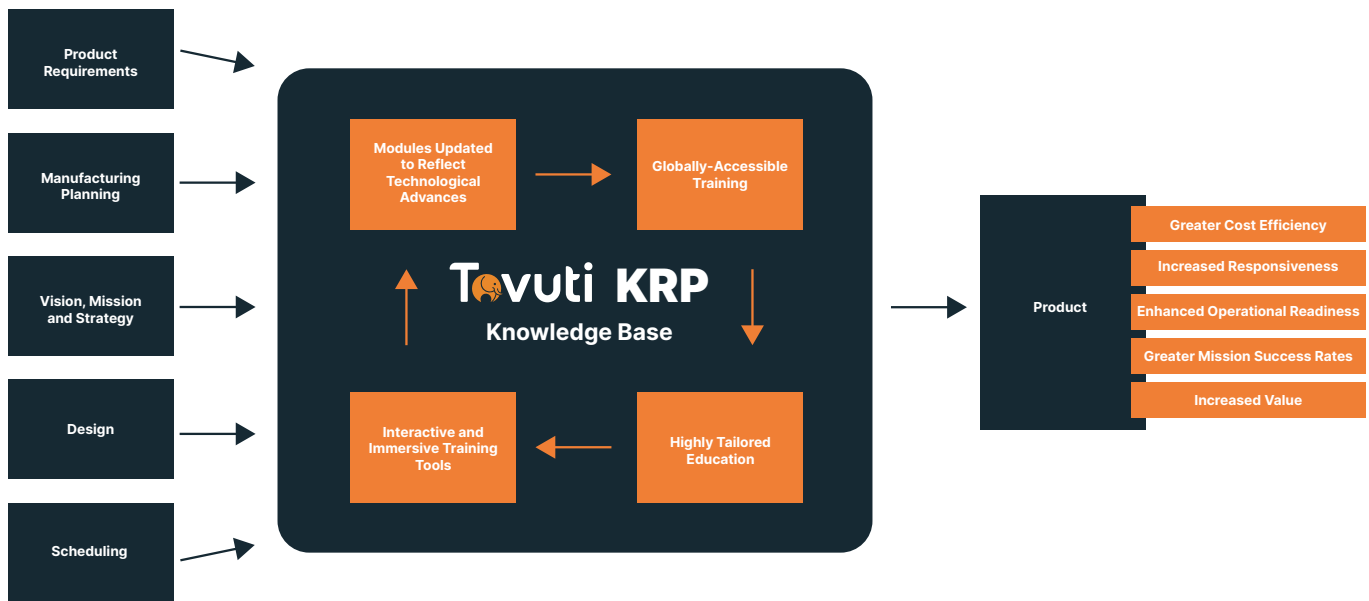 Product
Requirements
Manufacturing
Planning
Vision, Mission
and Strategy
Design
Scheduling
Modules Updated
to Reflect
Technological
Advances
Globally-Accessible
Training
Tovuti KRP
Knowledge Base
Interactive and
Immersive Training
Tools
Highly Tailored
Education
Product
Greater Cost Efficiency
Increased Responsiveness
Enhanced Operational Readiness
Greater Mission Success Rates
Increased Value